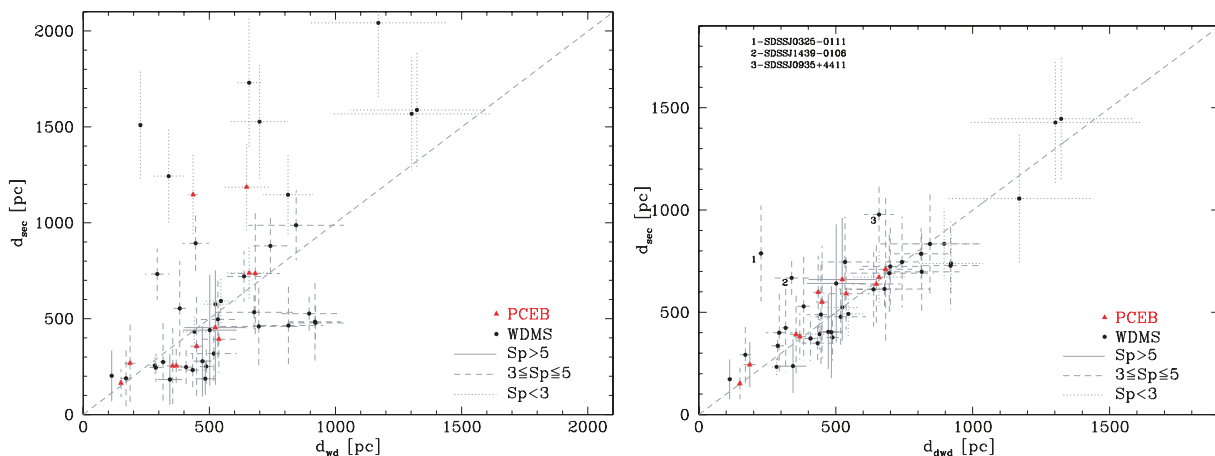 2000
1500
1000
500
0
d_sec [pc]
PCEB
WDMS
Sp>5
3≤Sp≤5
Sp<3
0
500
1000
1500
2000
d_wd [pc]
1-SDSSJ0325-0111
2-SDSSJ1439-0106
3-SDSSJ0935+4411
1500
1000
500
0
d_sec [pc]
3
1
2
PCEB
WDMS
Sp>5
3≤Sp≤5
Sp<3
0
500
1000
1500
d_dwd [pc]